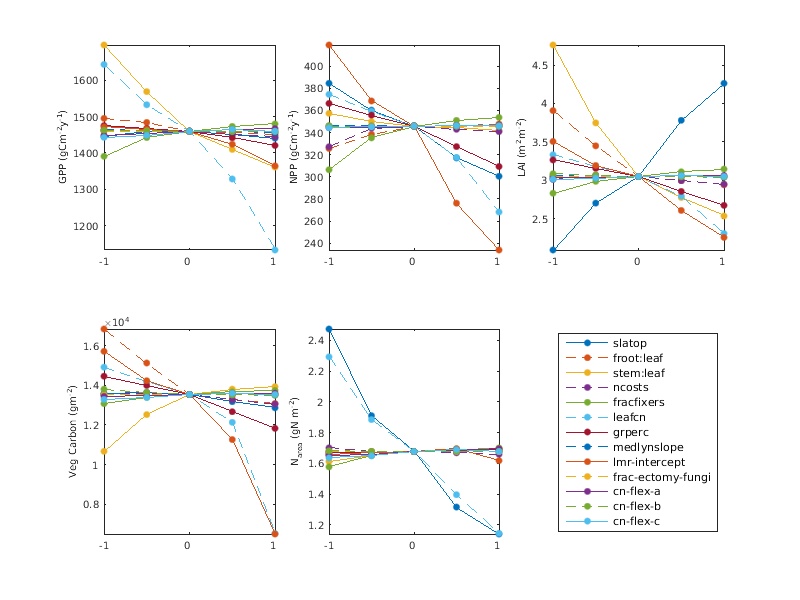 GPP (gCm⁻²y⁻¹)
1600
1500
1400
1300
1200
-1 0 1
NPP (gCm⁻²y⁻¹)
400
380
360
340
320
300
280
260
240
-1 0 1
LAI (m²m⁻²)
4.5
4
3.5
3
2.5
-1 0 1
Veg Carbon (gm⁻²)
×10⁴
1.6
1.4
1.2
1
0.8
-1 0 1
N_area (gN m⁻²)
2.4
2.2
2
1.8
1.6
1.4
1.2
-1 0 1
slatop
froot:leaf
stem:leaf
ncosts
fracfixers
leafcn
grperc
medlynslope
lmr-intercept
frac-ectomy-fungi
cn-flex-a
cn-flex-b
cn-flex-c